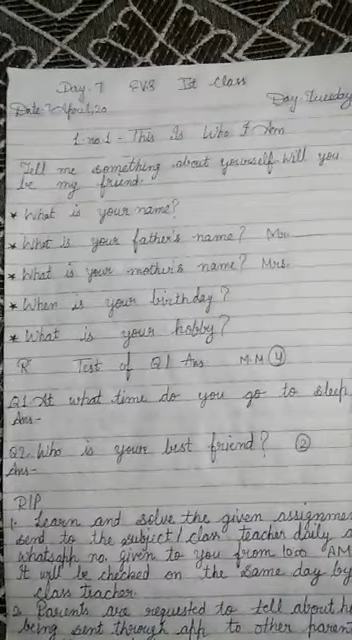 Day-7 EVS Ist Class
Date 7 April, 20 Day-Tuesday
L.no.1 - This Is Who I Am
Tell me something about yourself. Will you
be my friend.
* What is your name?
* What is your father's name? Mr.
* What is your mother's name? Mrs.
* When is your birthday?
* What is your hobby?
R Test of Q1 Ans M.M (4)
Q1. At what time do you go to sleep
Ans-
Q2. Who is your best friend? (2)
Ans-
RIP
1. Learn and solve the given assignme
sent to the subject / class teacher daily
whatsapp no. given to you from 10:00 AM
It will be checked on the same day by
class teacher.
2. Parents are requested to tell about
being sent through app to other paren